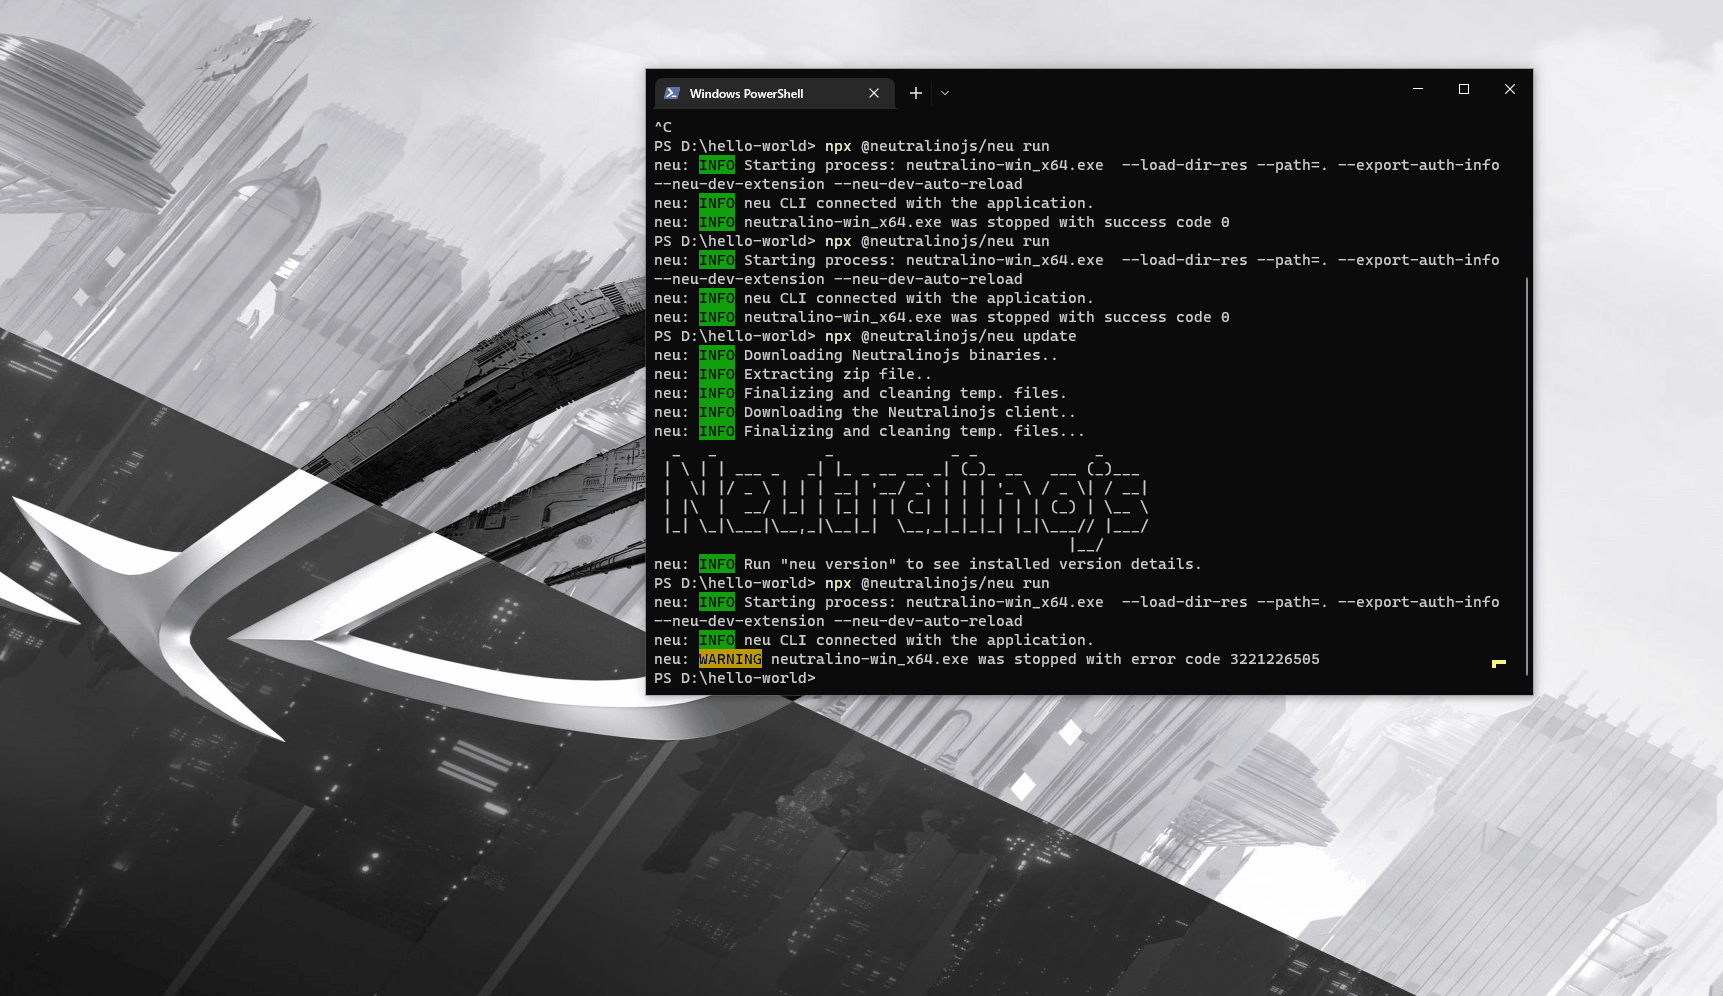 Windows PowerShell
^C
PS D:\hello-world> npx @neutralinojs/neu run
neu: INFO Starting process: neutralino-win_x64.exe  --load-dir-res --path=. --export-auth-info
--neu-dev-extension --neu-dev-auto-reload
neu: INFO neu CLI connected with the application.
neu: INFO neutralino-win_x64.exe was stopped with success code 0
PS D:\hello-world> npx @neutralinojs/neu run
neu: INFO Starting process: neutralino-win_x64.exe  --load-dir-res --path=. --export-auth-info
--neu-dev-extension --neu-dev-auto-reload
neu: INFO neu CLI connected with the application.
neu: INFO neutralino-win_x64.exe was stopped with success code 0
PS D:\hello-world> npx @neutralinojs/neu update
neu: INFO Downloading Neutralinojs binaries..
neu: INFO Extracting zip file..
neu: INFO Finalizing and cleaning temp. files.
neu: INFO Downloading the Neutralinojs client..
neu: INFO Finalizing and cleaning temp. files...
Neutralinojs
neu: INFO Run "neu version" to see installed version details.
PS D:\hello-world> npx @neutralinojs/neu run
neu: INFO Starting process: neutralino-win_x64.exe  --load-dir-res --path=. --export-auth-info
--neu-dev-extension --neu-dev-auto-reload
neu: INFO neu CLI connected with the application.
neu: WARNING neutralino-win_x64.exe was stopped with error code 3221226505
PS D:\hello-world>